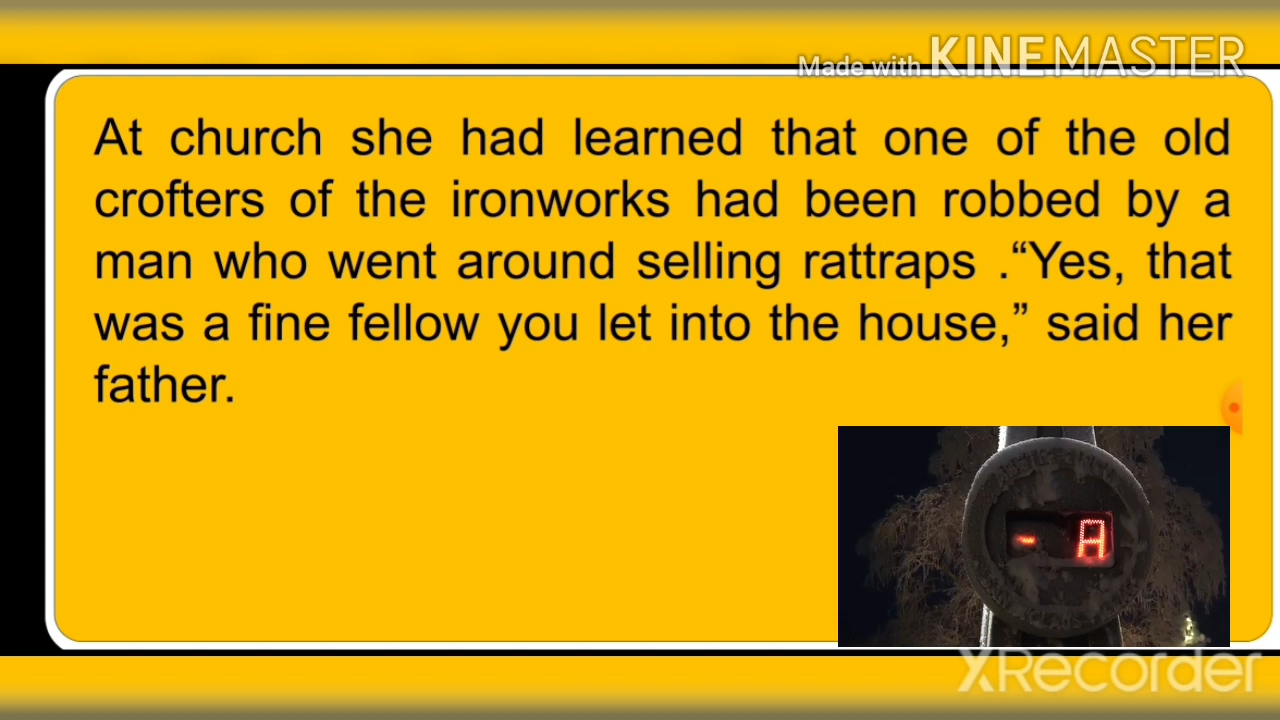 Made with KINEMASTER
At church she had learned that one of the old
crofters of the ironworks had been robbed by a
man who went around selling rattraps .“Yes, that
was a fine fellow you let into the house,” said her
father.
- A
XRecorder